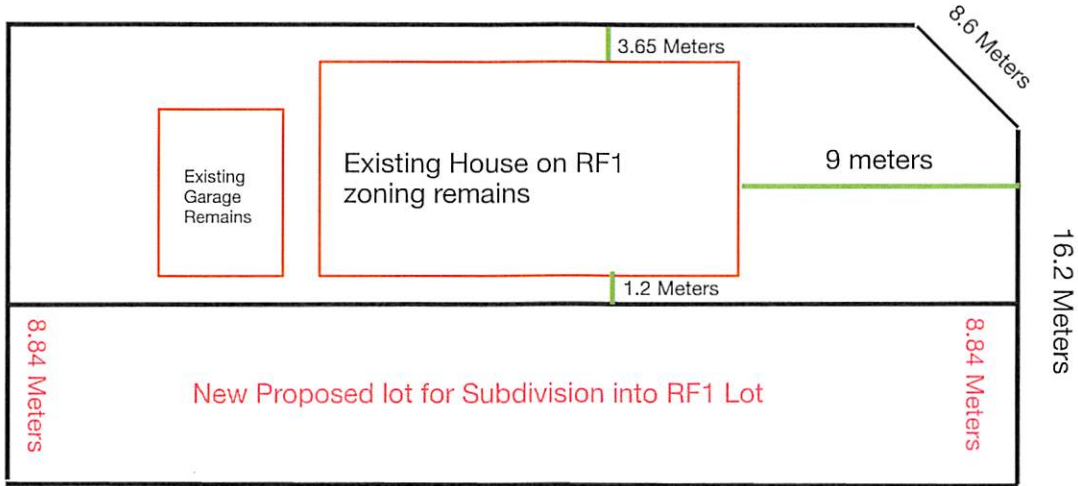 8.6 Meters
3.65 Meters
Existing House on RF1
zoning remains
9 meters
Existing
Garage
Remains
1.2 Meters
16.2 Meters
8.84 Meters
New Proposed lot for Subdivision into RF1 Lot
8.84 Meters